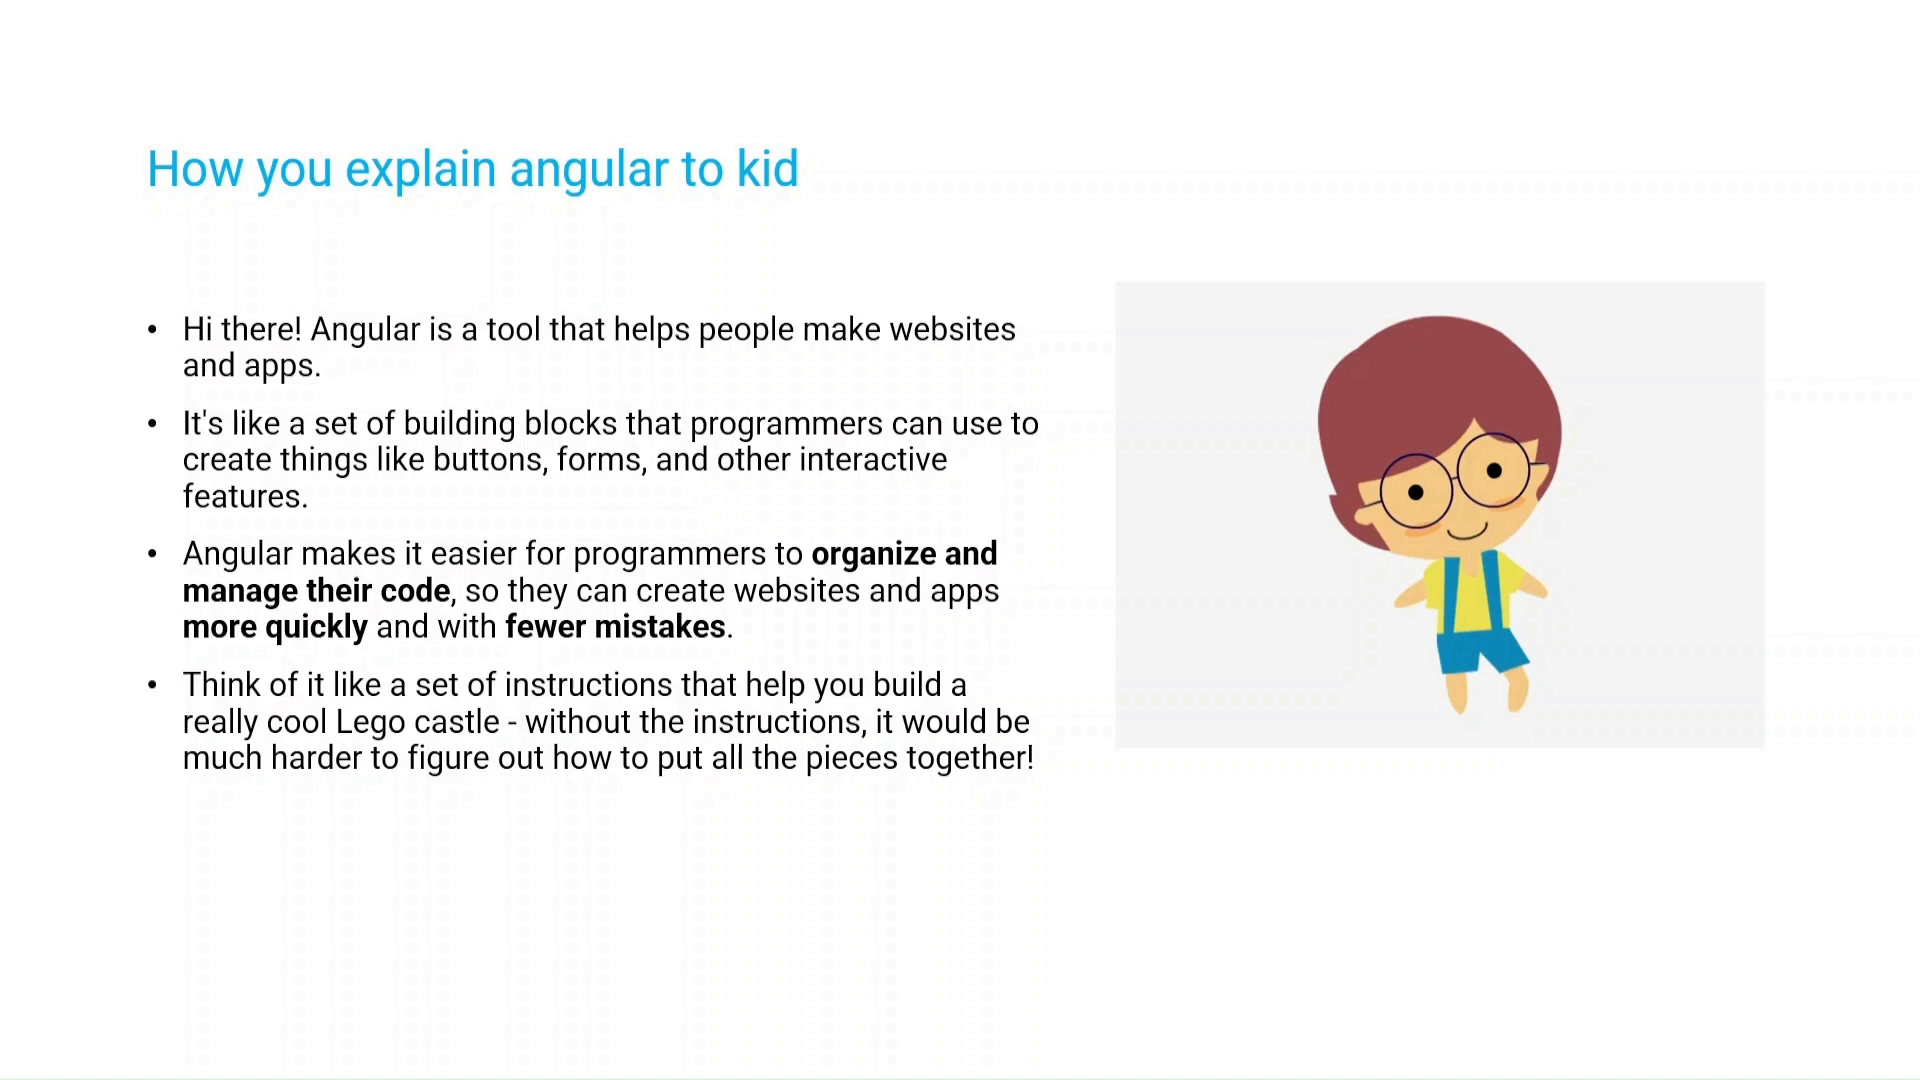 How you explain angular to kid
• Hi there! Angular is a tool that helps people make websites
and apps.
• It's like a set of building blocks that programmers can use to
create things like buttons, forms, and other interactive
features.
• Angular makes it easier for programmers to organize and
manage their code, so they can create websites and apps
more quickly and with fewer mistakes.
• Think of it like a set of instructions that help you build a
really cool Lego castle - without the instructions, it would be
much harder to figure out how to put all the pieces together!